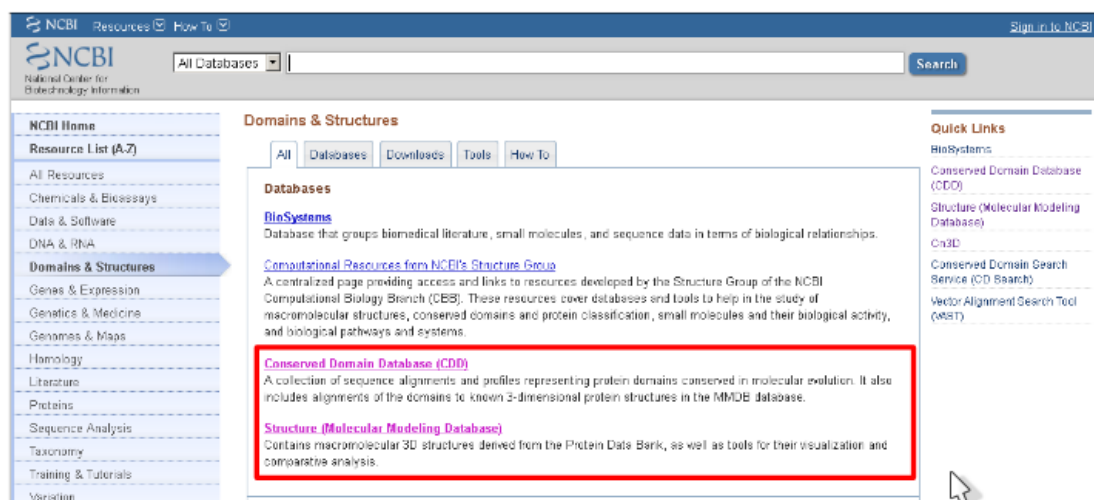 NCBI Resources How To Sign in to NCBI
NCBI
National Center for
Biotechnology Information
All Databases Search
NCBI Home
Resource List (A-Z)
All Resources
Chemicals & Bioassays
Data & Software
DNA & RNA
Domains & Structures
Genes & Expression
Genetics & Medicine
Genomes & Maps
Homology
Literature
Proteins
Sequence Analysis
Taxonomy
Training & Tutorials
Variation
Domains & Structures
All Databases Downloads Tools How To
Databases
BioSystems
Database that groups biomedical literature, small molecules, and sequence data in terms of biological relationships.
Computational Resources from NCBI's Structure Group
A centralized page providing access and links to resources developed by the Structure Group of the NCBI
Computational Biology Branch (CBB). These resources cover databases and tools to help in the study of
macromolecular structures, conserved domains and protein classification, small molecules and their biological activity,
and biological pathways and systems.
Conserved Domain Database (CDD)
A collection of sequence alignments and profiles representing protein domains conserved in molecular evolution. It also
includes alignments of the domains to known 3-dimensional protein structures in the MMDB database.
Structure (Molecular Modeling Database)
Contains macromolecular 3D structures derived from the Protein Data Bank, as well as tools for their visualization and
comparative analysis.
Quick Links
BioSystems
Conserved Domain Database
(CDD)
Structure (Molecular Modeling
Database)
Cn3D
Conserved Domain Search
Service (CD Search)
Vector Alignment Search Tool
(VAST)